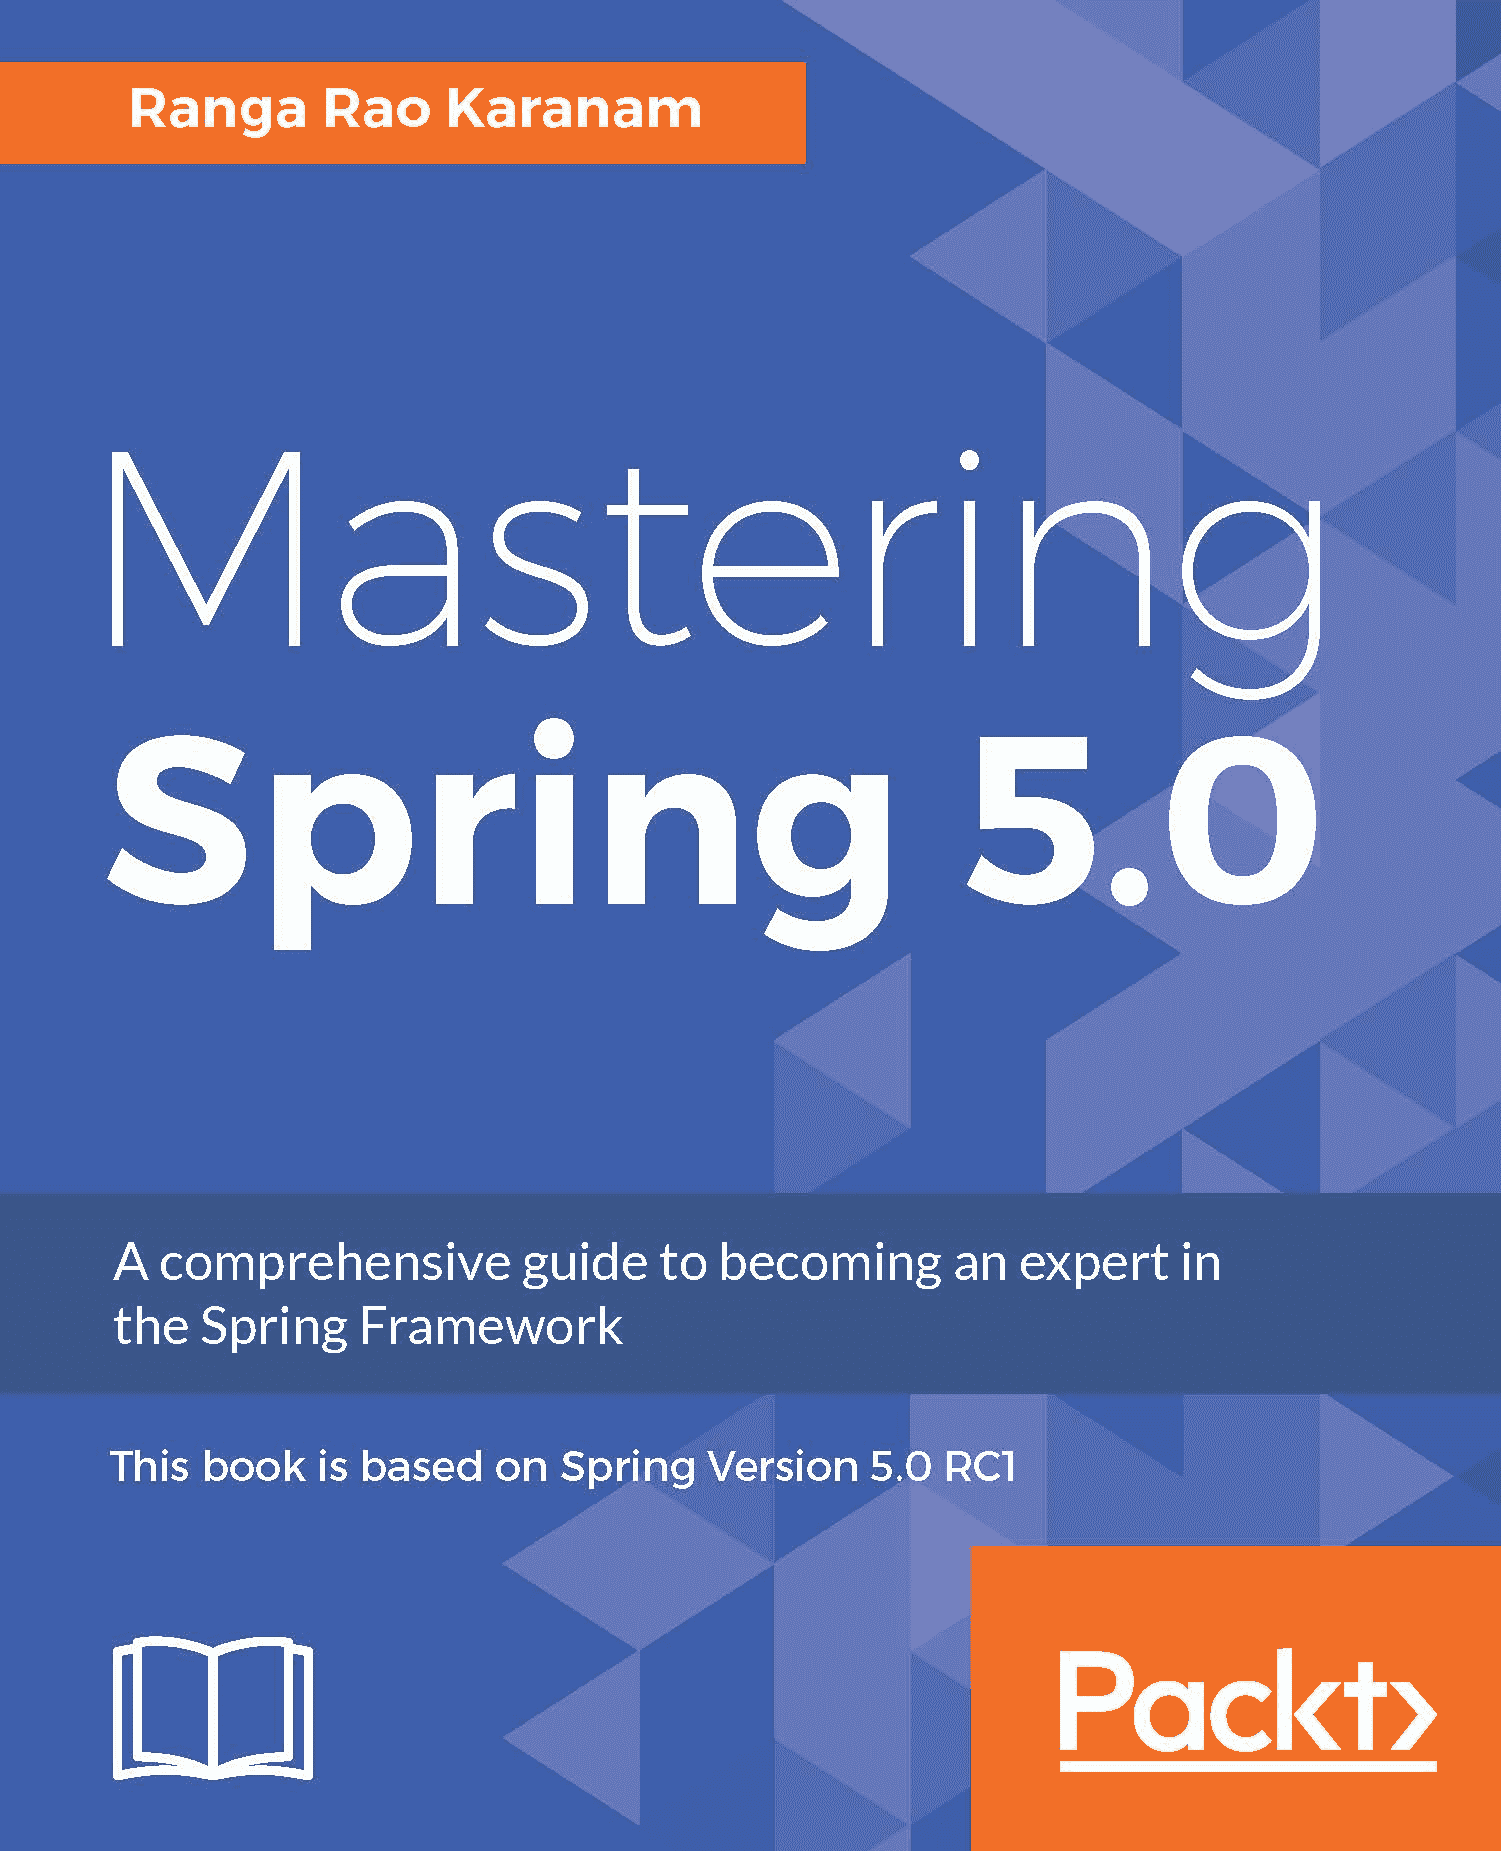 Ranga Rao Karanam
Mastering
Spring 5.0
A comprehensive guide to becoming an expert in
the Spring Framework
This book is based on Spring Version 5.0 RC1
Packt>